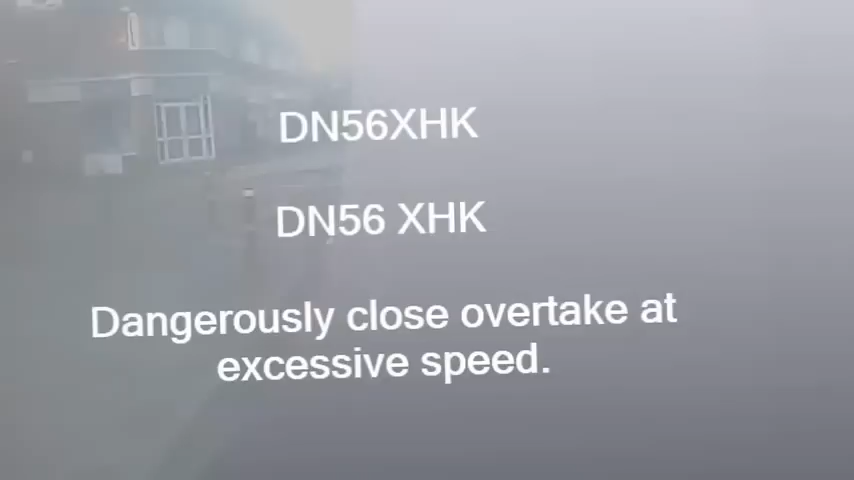 DN56XHK
DN56 XHK
Dangerously close overtake at
excessive speed.